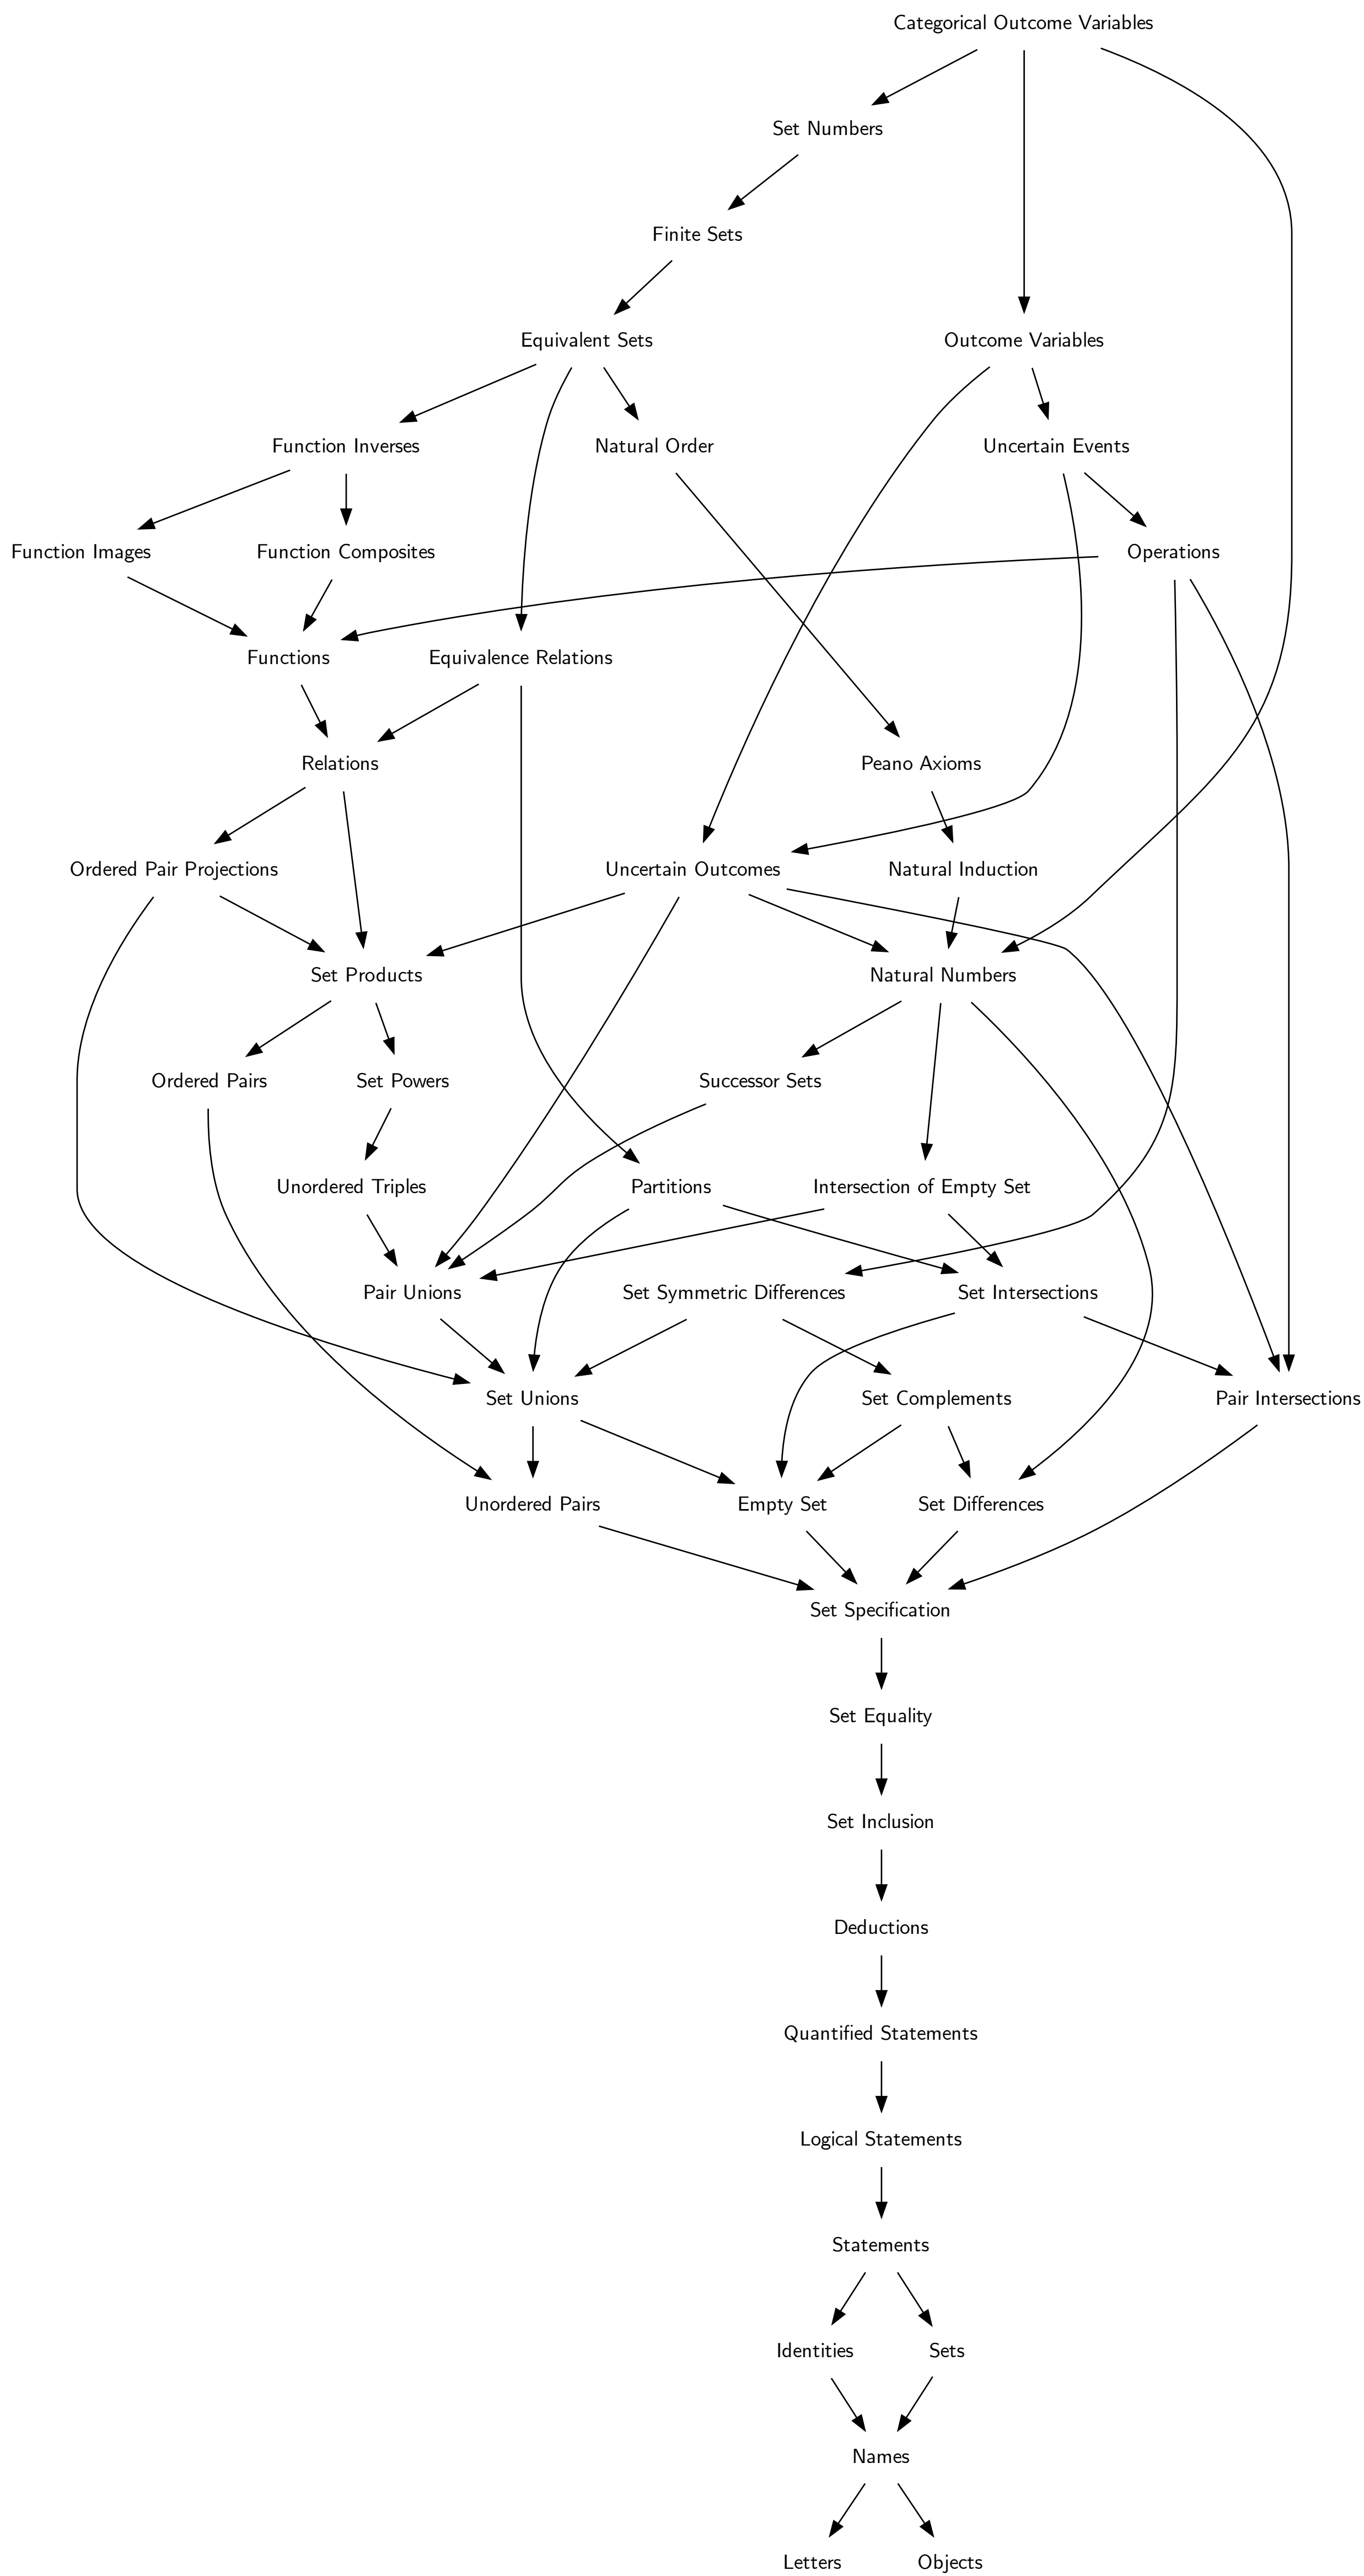 Categorical Outcome Variables
Set Numbers
Finite Sets
Equivalent Sets
Outcome Variables
Function Inverses
Natural Order
Uncertain Events
Function Images
Function Composites
Operations
Functions
Equivalence Relations
Relations
Peano Axioms
Ordered Pair Projections
Uncertain Outcomes
Natural Induction
Set Products
Natural Numbers
Ordered Pairs
Set Powers
Successor Sets
Unordered Triples
Partitions
Intersection of Empty Set
Pair Unions
Set Symmetric Differences
Set Intersections
Set Unions
Set Complements
Pair Intersections
Unordered Pairs
Empty Set
Set Differences
Set Specification
Set Equality
Set Inclusion
Deductions
Quantified Statements
Logical Statements
Statements
Identities
Sets
Names
Letters
Objects